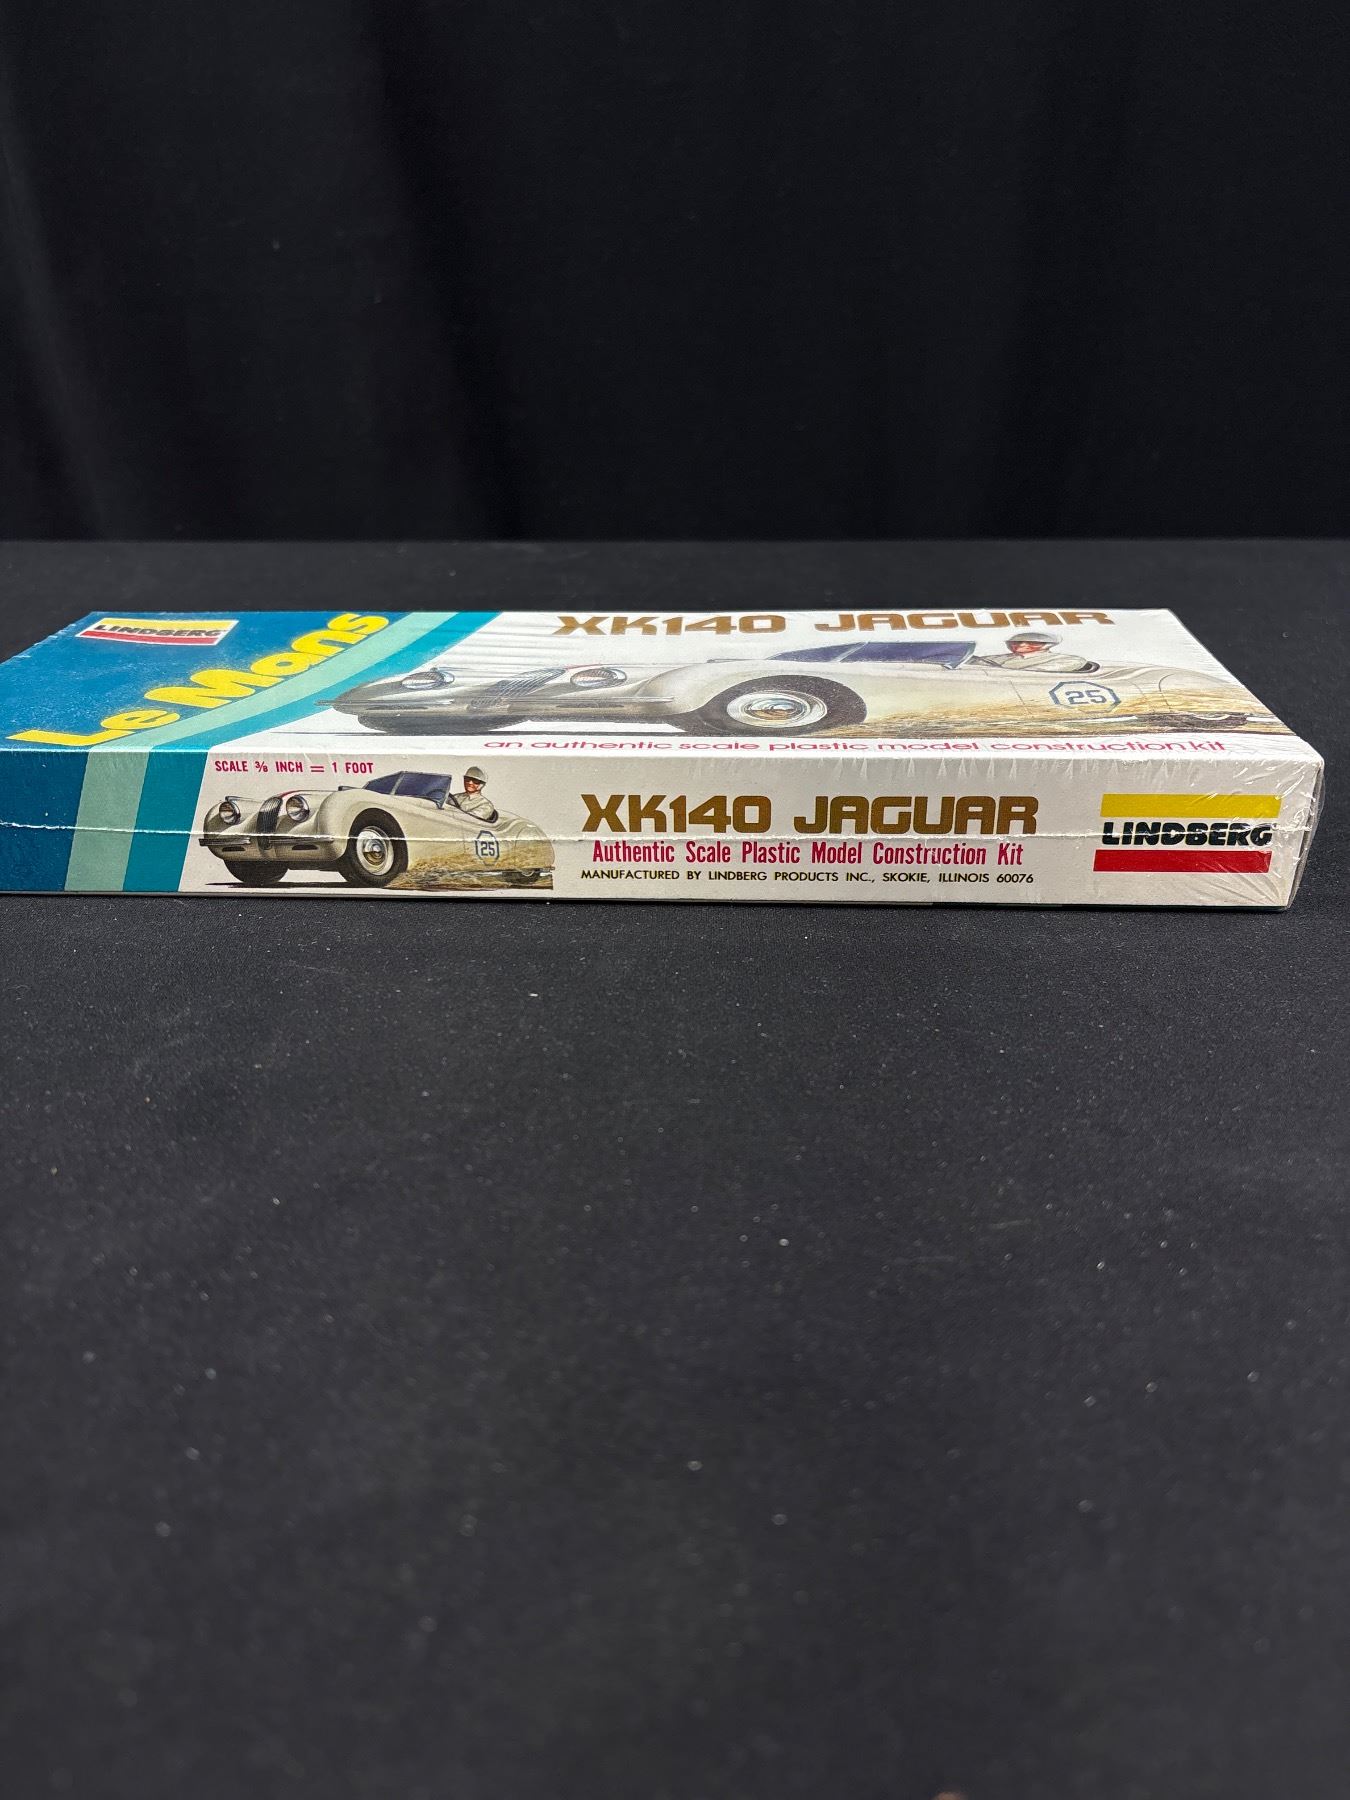 LINDBERG
Le Mans
XK140 JAGUAR
25
an authentic scale plastic model construction kit
SCALE 3/8 INCH = 1 FOOT
25
XK140 JAGUAR
Authentic Scale Plastic Model Construction Kit
MANUFACTURED BY LINDBERG PRODUCTS INC., SKOKIE, ILLINOIS 60076
LINDBERG